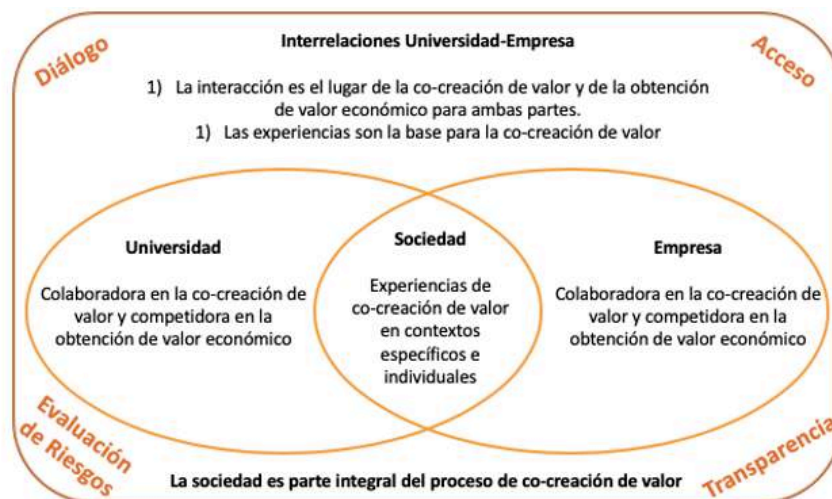 Diálogo
Interrelaciones Universidad-Empresa
Acceso
1) La interacción es el lugar de la co-creación de valor y de la obtención
de valor económico para ambas partes.
1) Las experiencias son la base para la co-creación de valor
Universidad
Colaboradora en la co-creación de
valor y competidora en la
obtención de valor económico
Sociedad
Experiencias de
co-creación de valor
en contextos
específicos e
individuales
Empresa
Colaboradora en la co-creación de
valor y competidora en la
obtención de valor económico
Evaluación
de Riesgos
La sociedad es parte integral del proceso de co-creación de valor
Transparencia